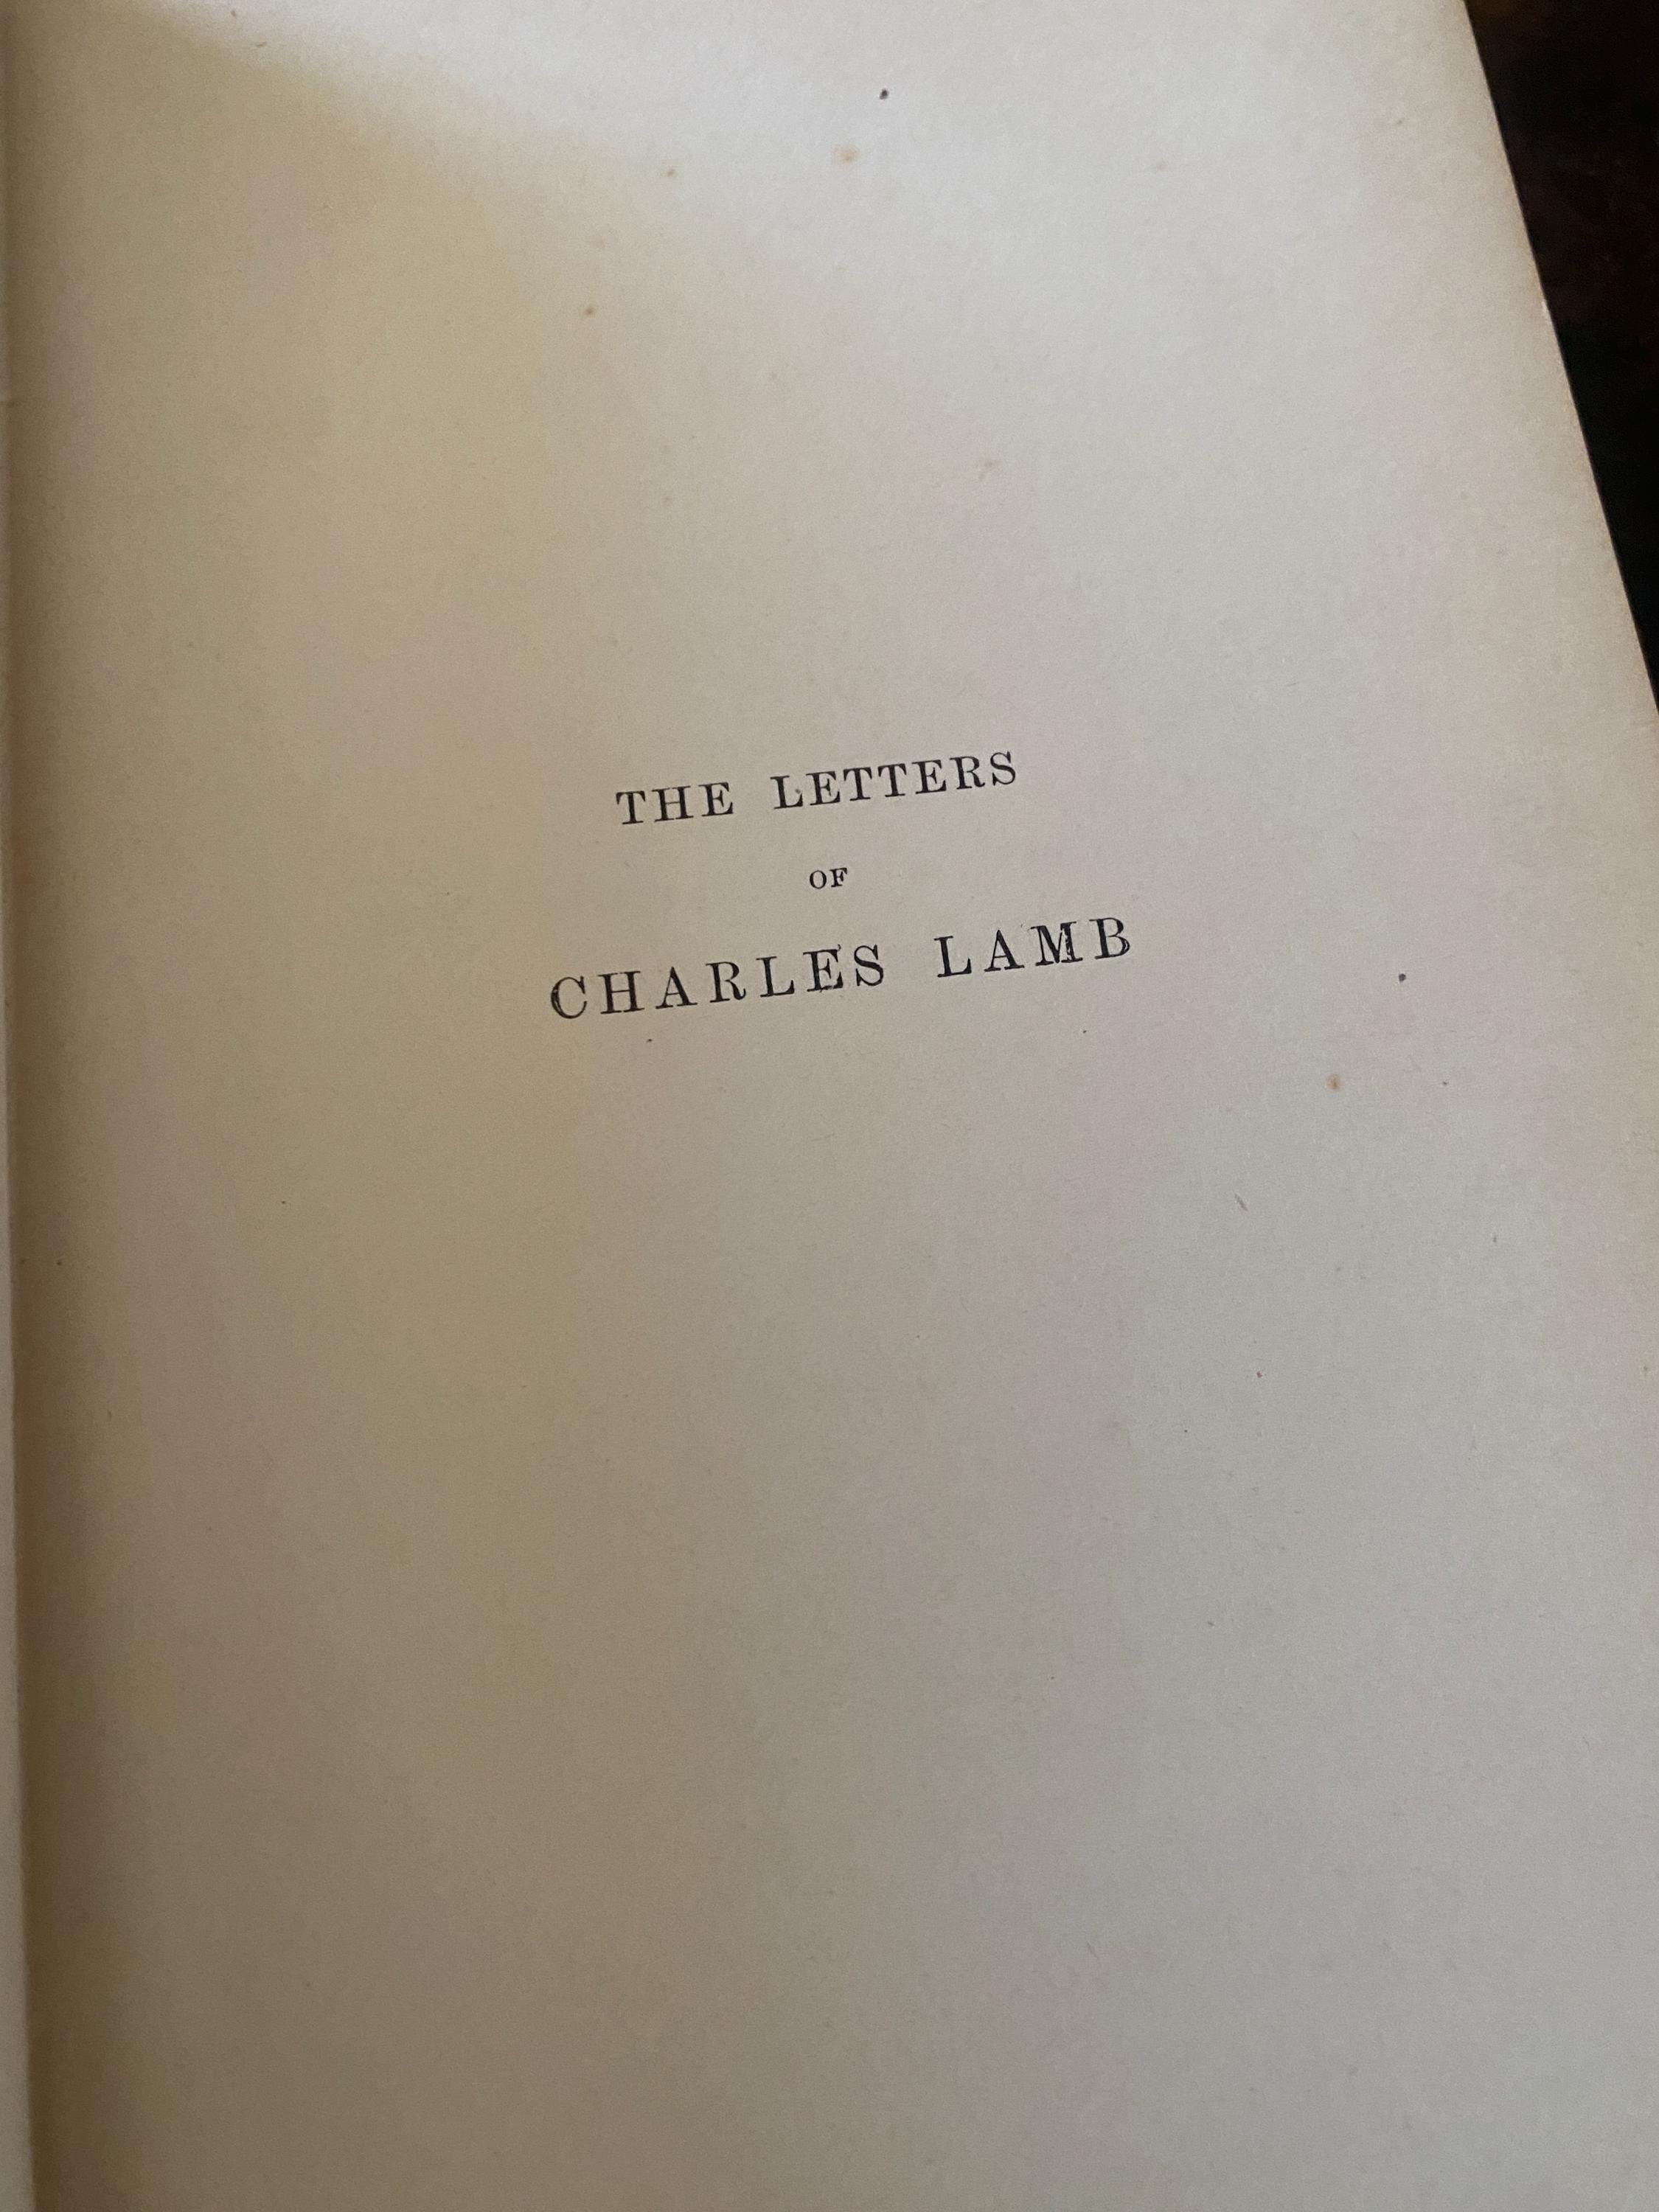 THE LETTERS
OF
CHARLES LAMB